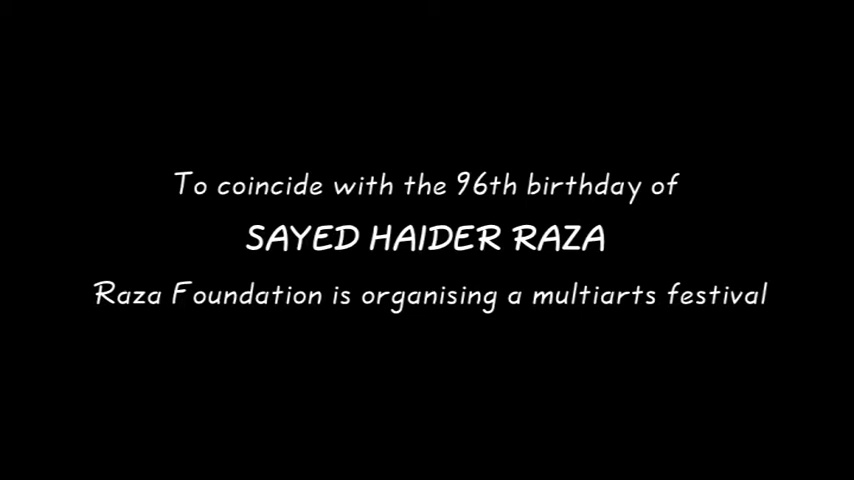 To coincide with the 96th birthday of
SAYED HAIDER RAZA
Raza Foundation is organising a multiarts festival